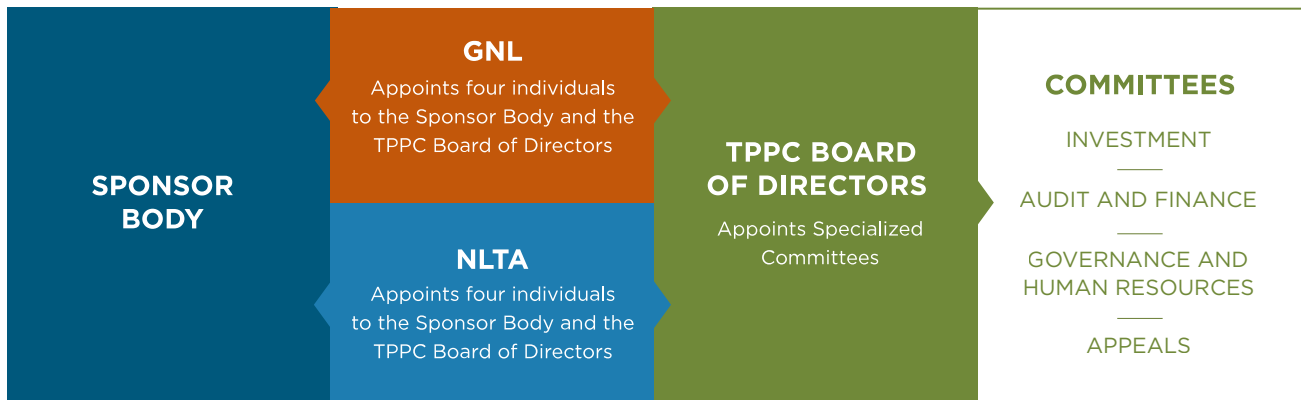 SPONSOR
BODY
GNL
Appoints four individuals
to the Sponsor Body and the
TPPC Board of Directors
NLTA
Appoints four individuals
to the Sponsor Body and the
TPPC Board of Directors
TPPC BOARD
OF DIRECTORS
Appoints Specialized
Committees
COMMITTEES
INVESTMENT
AUDIT AND FINANCE
GOVERNANCE AND
HUMAN RESOURCES
APPEALS